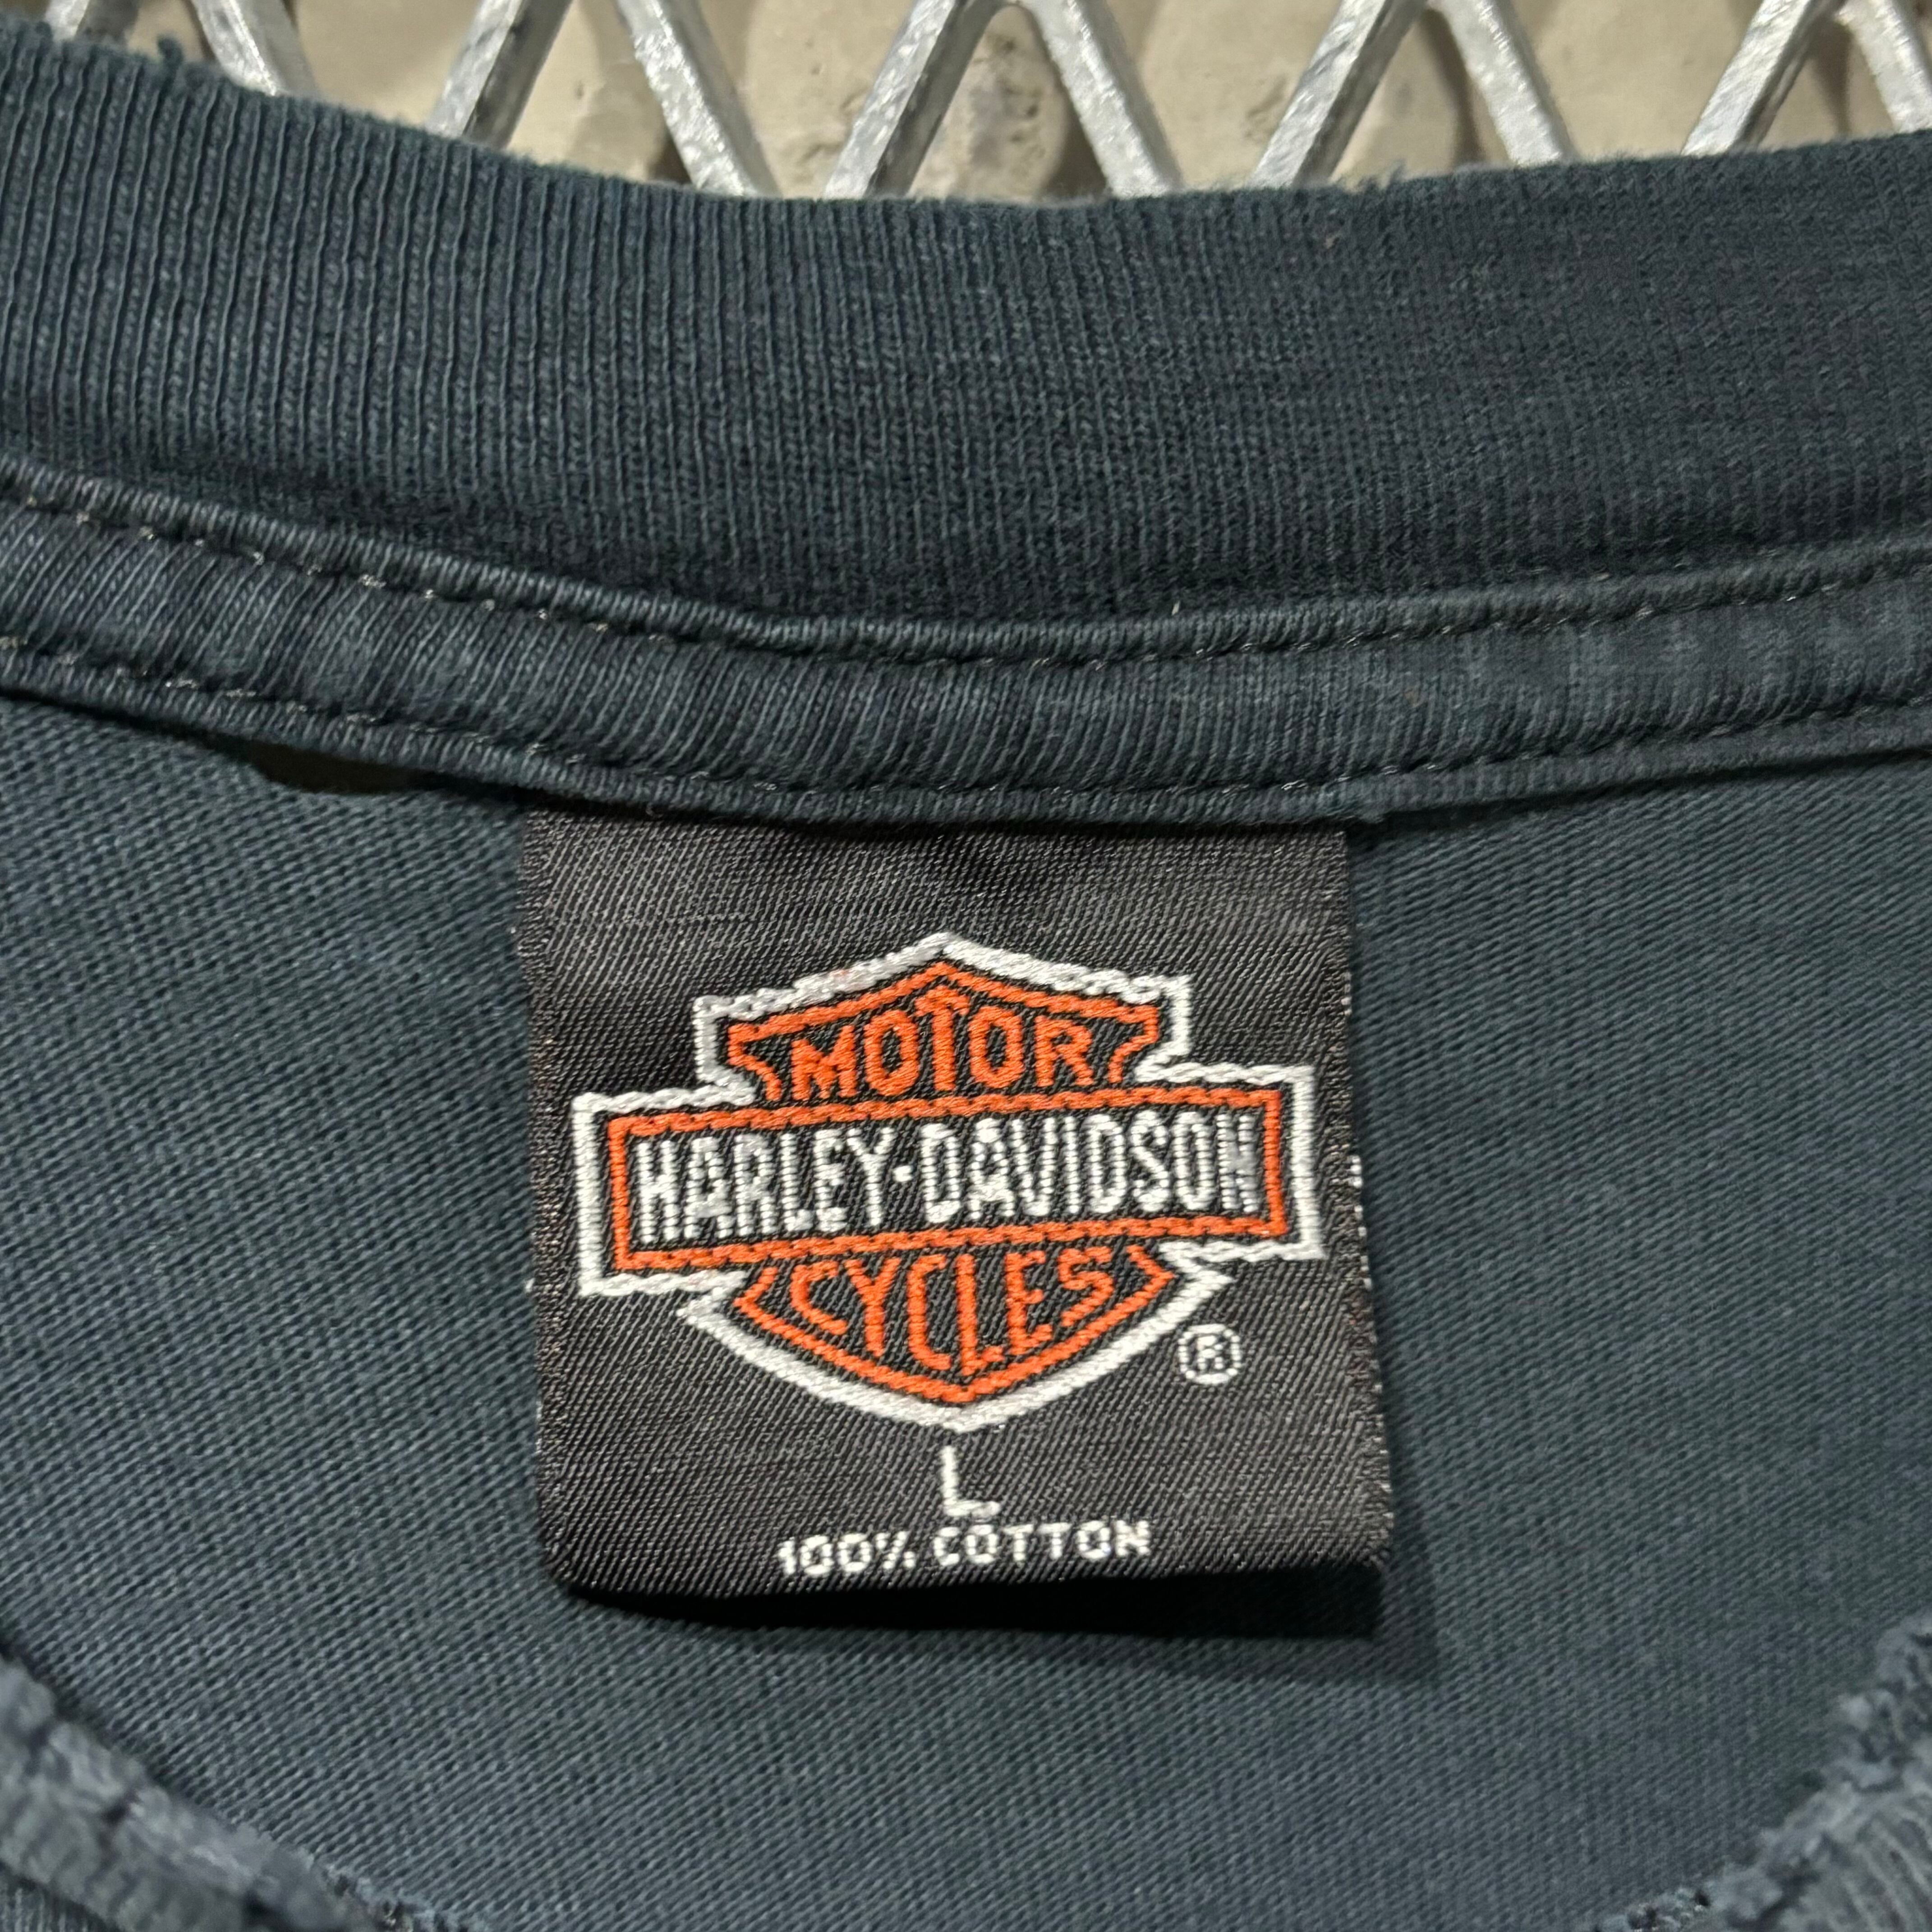 MOTOR
HARLEY-DAVIDSON
CYCLES
®
L
100% COTTON